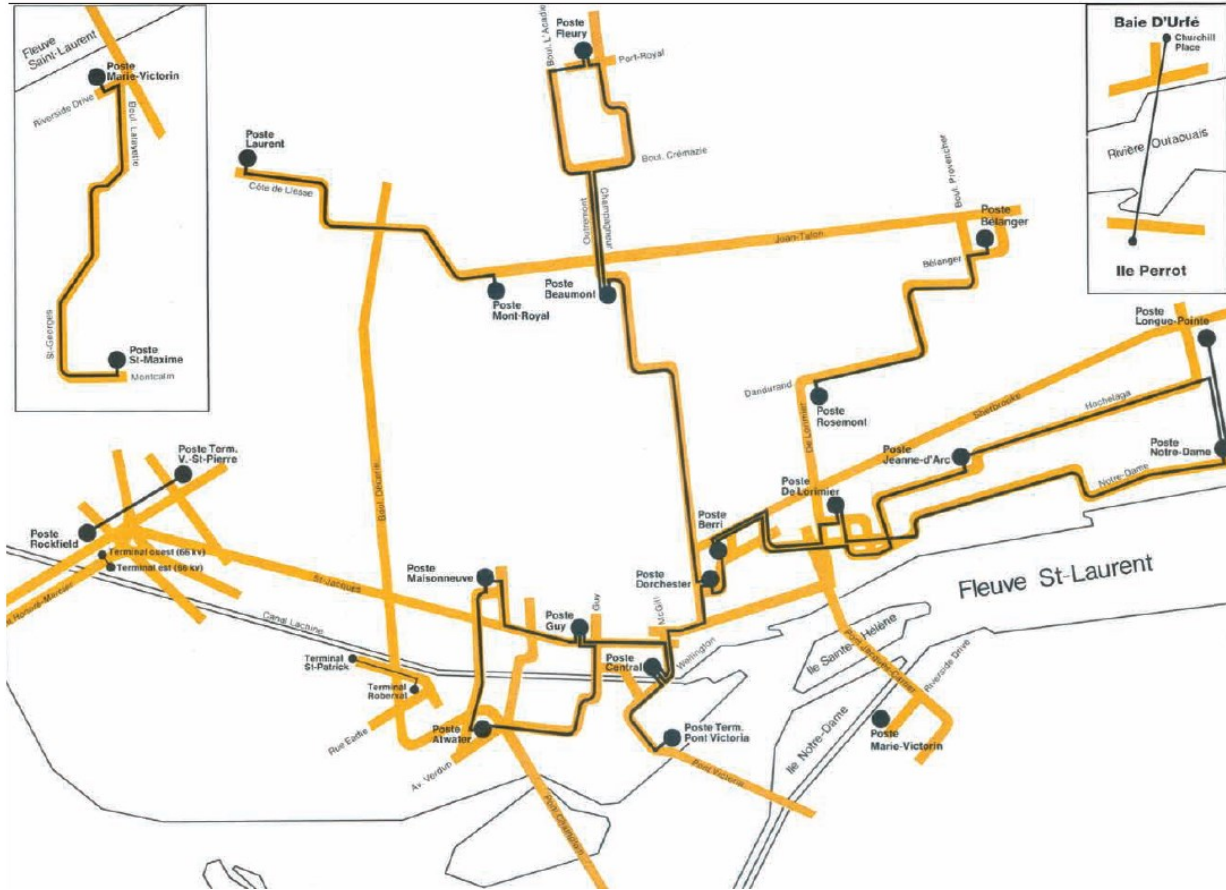 Fleuve
Saint-Laurent
Poste
Marie-Victorin
Riverside Drive
Boul. Lafayette
St-Georges
Poste
St-Maxime
Montcalm
Boul. L'Acadie
Poste
Fleury
Port-Royal
Boul. Crémazie
Poste
Laurent
Côte de Liesse
Outremont
Champagneur
Jean-Talon
Boul. Provencher
Poste
Bélanger
Bélanger
Poste
Mont-Royal
Poste
Beaumont
Baie D'Urfé
Churchill
Place
Rivière Outaouais
Ile Perrot
Poste
Longue-Pointe
Dandurand
Poste
Rosemont
De Lorimier
Sherbrooke
Hochelaga
Poste
Jeanne-d'Arc
Poste
Notre-Dame
Notre-Dame
Poste
De Lorimier
Poste
Berri
Poste
Dorchester
Poste Term.
V.-St-Pierre
Poste
Rockfield
Terminal ouest (66 kv)
Terminal est (66 kv)
Honoré-Mercier
Boul. Décarie
St-Jacques
Canal Lachine
Poste
Maisonneuve
Poste
Guy
Guy
McGill
Wellington
Poste
Central
Terminal
St-Patrick
Terminal
Roberval
Rue Eadie
Av. Verdun
Poste
Atwater
Pont Champlain
Poste Term.
Pont Victoria
Pont Victoria
Fleuve St-Laurent
Ile Sainte-Hélène
Ile Notre-Dame
Pont Jacques-Cartier
Riverside Drive
Poste
Marie-Victorin